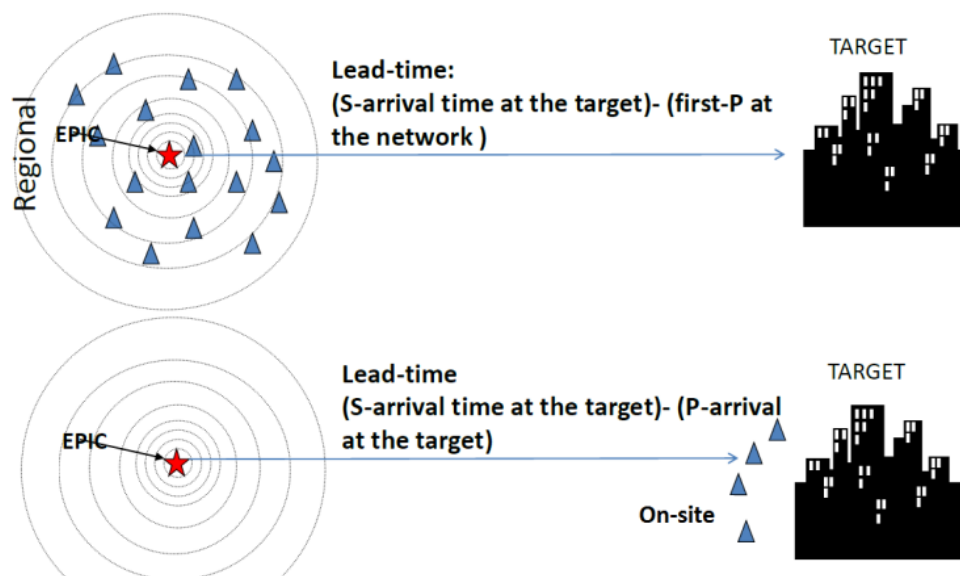 TARGET
Lead-time:
(S-arrival time at the target)- (first-P at
the network )
EPIC
Regional
Lead-time
(S-arrival time at the target)- (P-arrival
at the target)
TARGET
EPIC
On-site